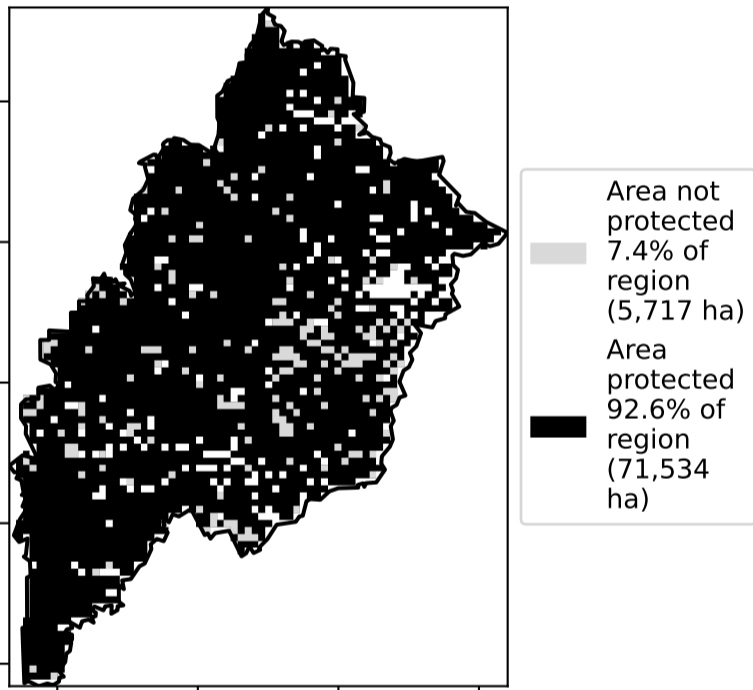 Area not
protected
7.4% of
region
(5,717 ha)
Area
protected
92.6% of
region
(71,534
ha)